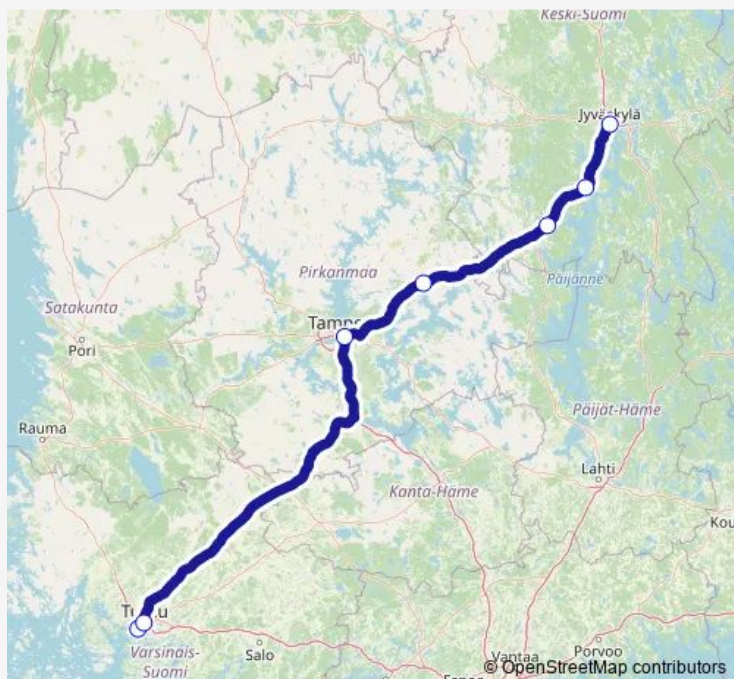 Keski-Suomi
Jyväskylä
Pirkanmaa
Päijänne
Satakunta
Pori
Päijät-Häme
Rauma
Lahti
Kanta-Häme
Varsinais-
Suomi
Salo
Vantaa
Porvoo
© OpenStreetMap contributors